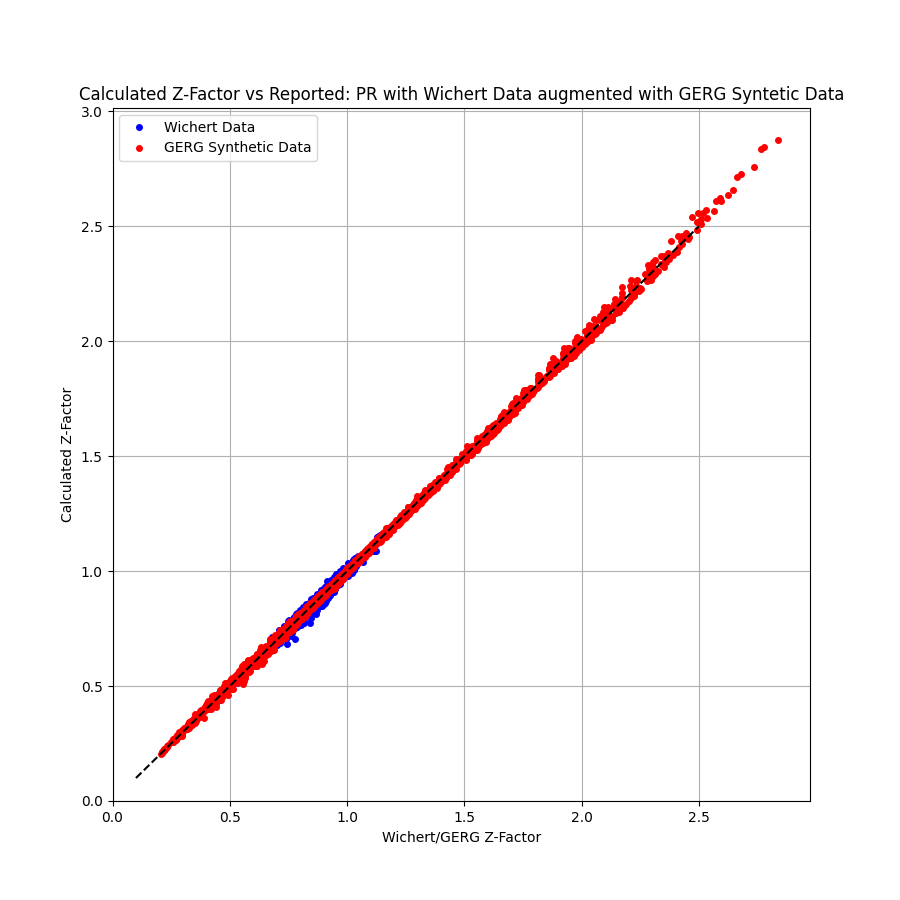 Calculated Z-Factor vs Reported: PR with Wichert Data augmented with GERG Syntetic Data
Wichert Data
GERG Synthetic Data
Calculated Z-Factor
3.0
2.5
2.0
1.5
1.0
0.5
0.0
0.0 0.5 1.0 1.5 2.0 2.5
Wichert/GERG Z-Factor